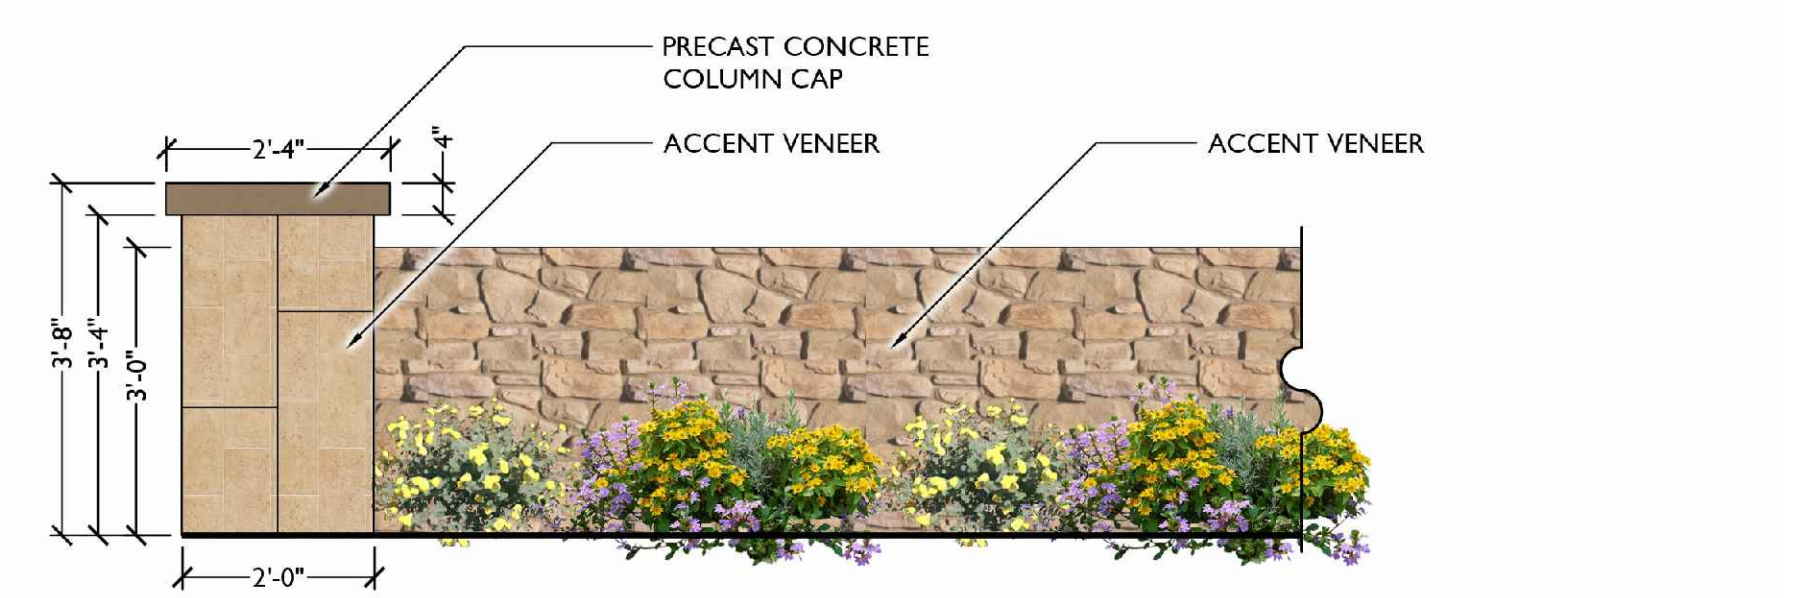 PRECAST CONCRETE
COLUMN CAP
ACCENT VENEER
ACCENT VENEER
2'-4"
4"
3'-8"
3'-4"
3'-0"
2'-0"